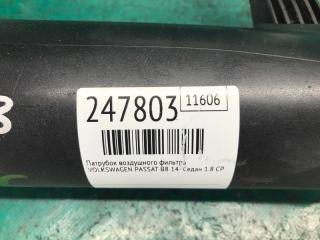 247803 11606
Патрубок воздушного фильтра
VOLKSWAGEN PASSAT B8 14- Седан 1.8 CP